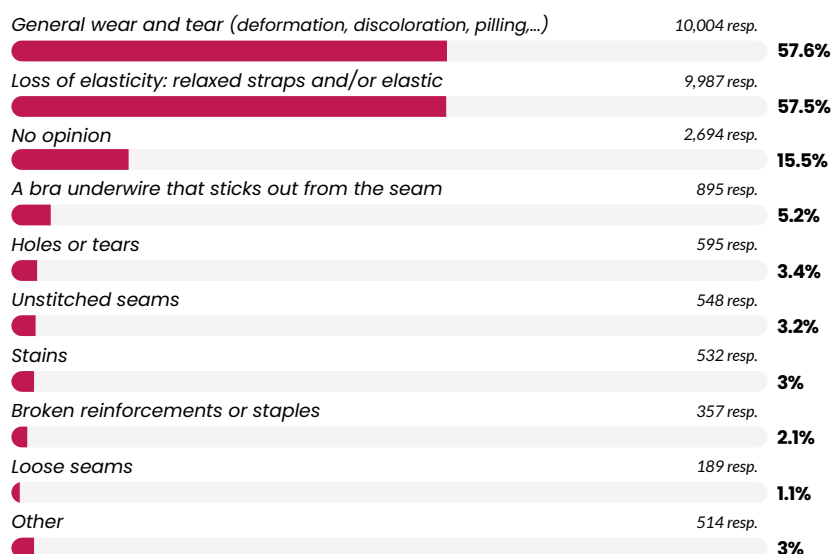 General wear and tear (deformation, discoloration, pilling,...) 10,004 resp.
57.6%
Loss of elasticity: relaxed straps and/or elastic 9,987 resp.
57.5%
No opinion 2,694 resp.
15.5%
A bra underwire that sticks out from the seam 895 resp.
5.2%
Holes or tears 595 resp.
3.4%
Unstitched seams 548 resp.
3.2%
Stains 532 resp.
3%
Broken reinforcements or staples 357 resp.
2.1%
Loose seams 189 resp.
1.1%
Other 514 resp.
3%